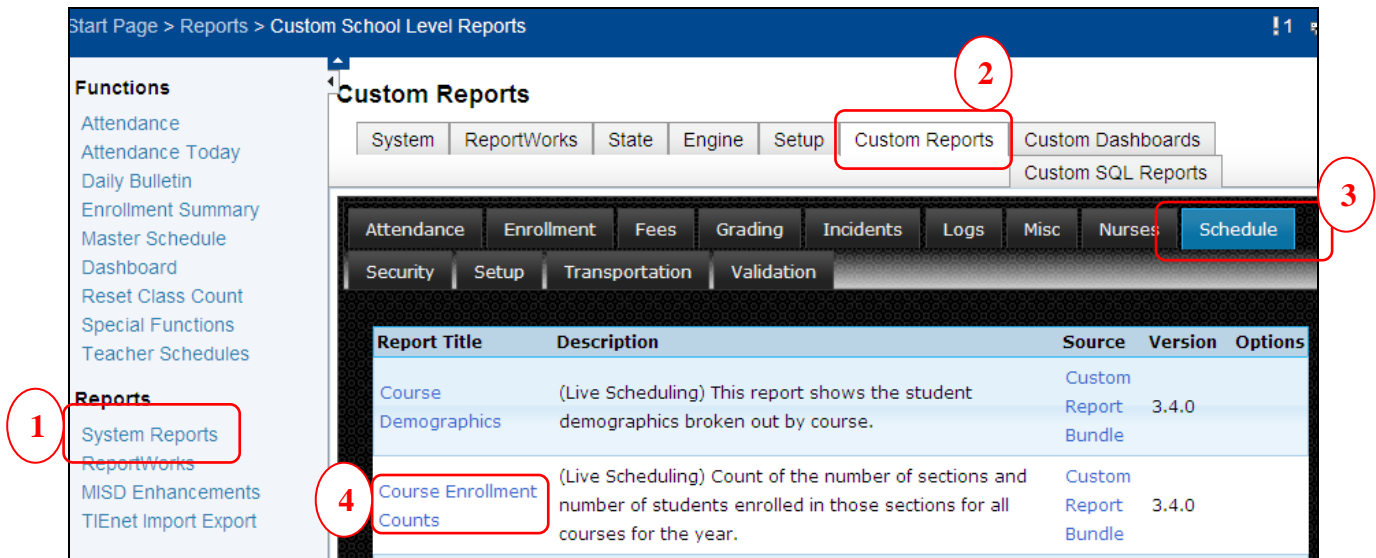 Start Page > Reports > Custom School Level Reports
1
Functions
Attendance
Attendance Today
Daily Bulletin
Enrollment Summary
Master Schedule
Dashboard
Reset Class Count
Special Functions
Teacher Schedules
Reports
1
System Reports
ReportWorks
MISD Enhancements
TIEnet Import Export
Custom Reports
2
System ReportWorks State Engine Setup Custom Reports Custom Dashboards
Custom SQL Reports
3
Attendance Enrollment Fees Grading Incidents Logs Misc Nurses Schedule
Security Setup Transportation Validation
Report Title Description Source Version Options
Course
Demographics
(Live Scheduling) This report shows the student
demographics broken out by course.
Custom
Report
Bundle
3.4.0
4
Course Enrollment
Counts
(Live Scheduling) Count of the number of sections and
number of students enrolled in those sections for all
courses for the year.
Custom
Report
Bundle
3.4.0